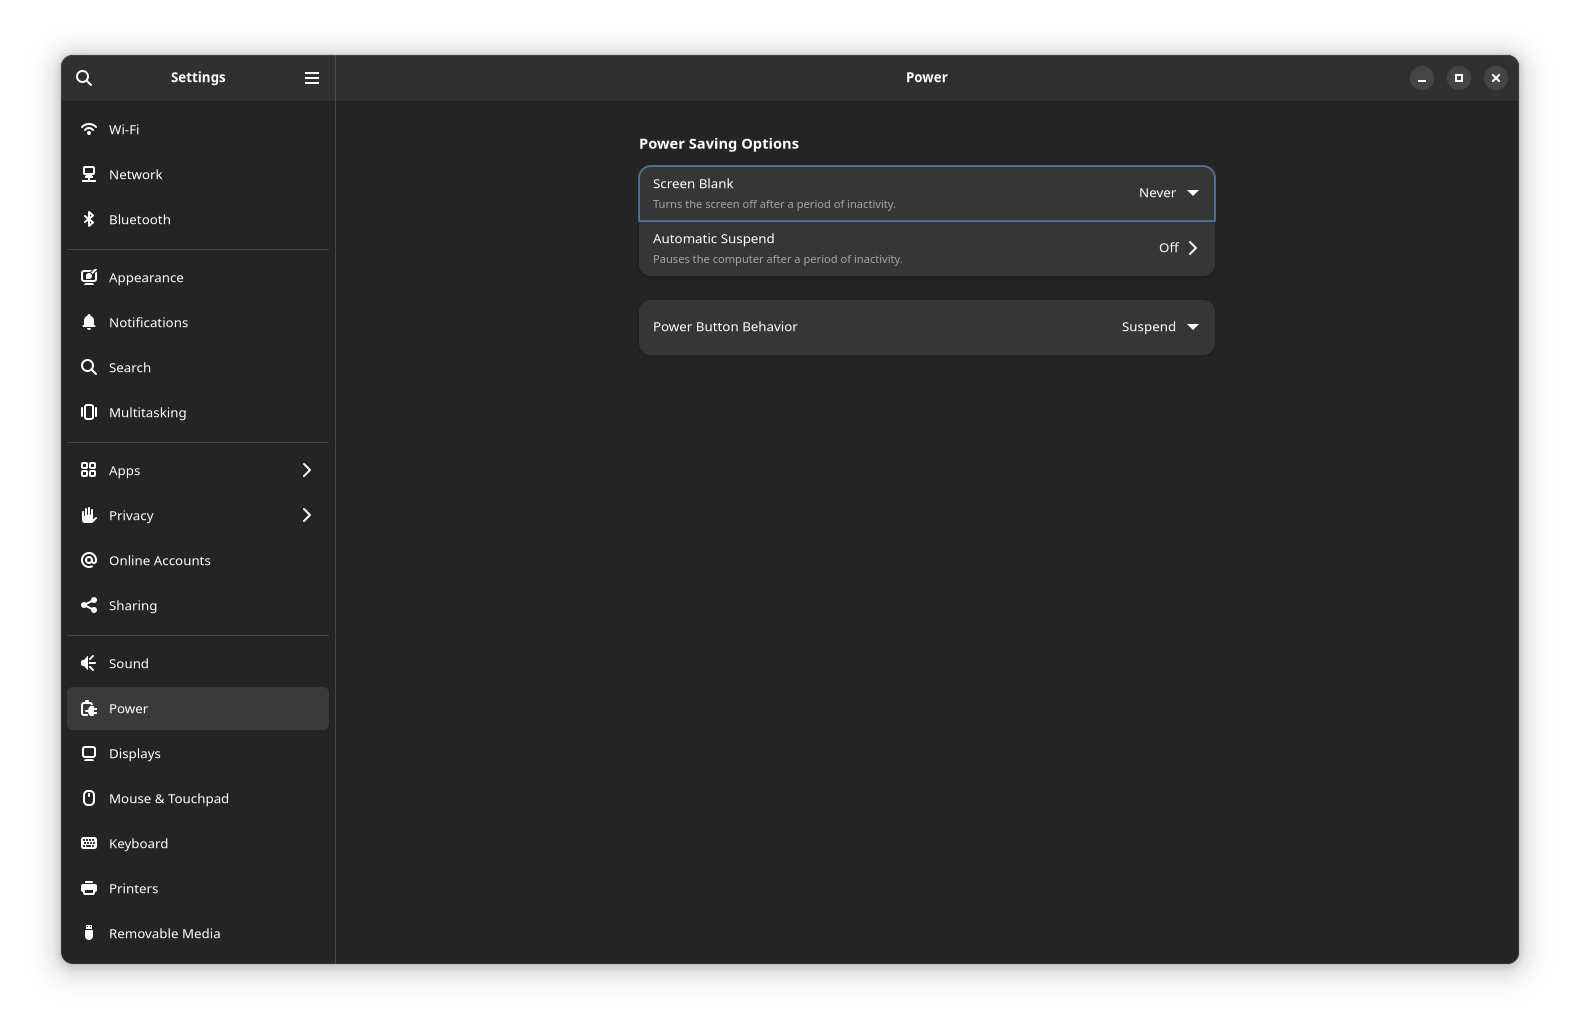 Settings
Power
Wi-Fi
Network
Bluetooth
Appearance
Notifications
Search
Multitasking
Apps
Privacy
Online Accounts
Sharing
Sound
Power
Displays
Mouse & Touchpad
Keyboard
Printers
Removable Media
Power Saving Options
Screen Blank
Turns the screen off after a period of inactivity.
Never
Automatic Suspend
Pauses the computer after a period of inactivity.
Off
Power Button Behavior
Suspend